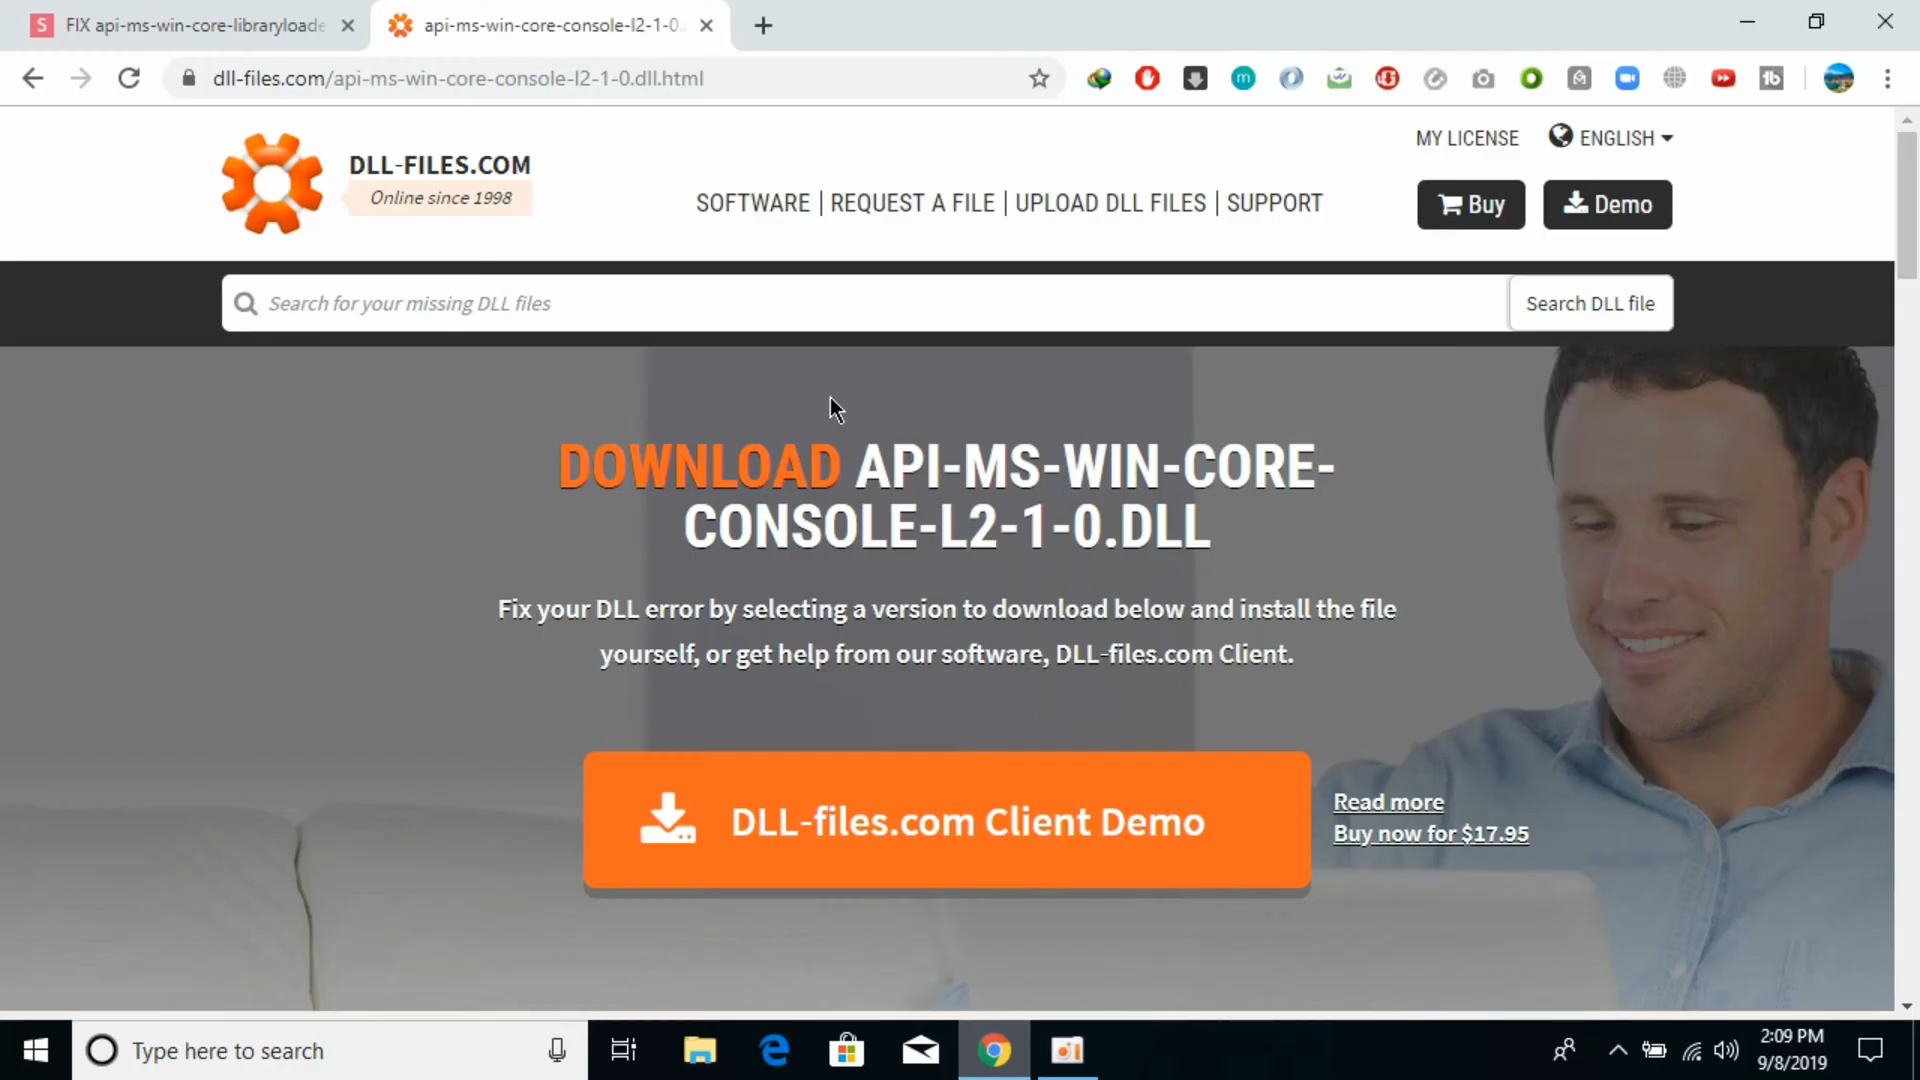 FIX api-ms-win-core-libraryloade
api-ms-win-core-console-l2-1-0.
dll-files.com/api-ms-win-core-console-l2-1-0.dll.html
MY LICENSE
ENGLISH
DLL-FILES.COM
Online since 1998
SOFTWARE | REQUEST A FILE | UPLOAD DLL FILES | SUPPORT
Buy
Demo
Search for your missing DLL files
Search DLL file
DOWNLOAD API-MS-WIN-CORE-
CONSOLE-L2-1-0.DLL
Fix your DLL error by selecting a version to download below and install the file
yourself, or get help from our software, DLL-files.com Client.
DLL-files.com Client Demo
Read more
Buy now for $17.95
Type here to search
2:09 PM
9/8/2019